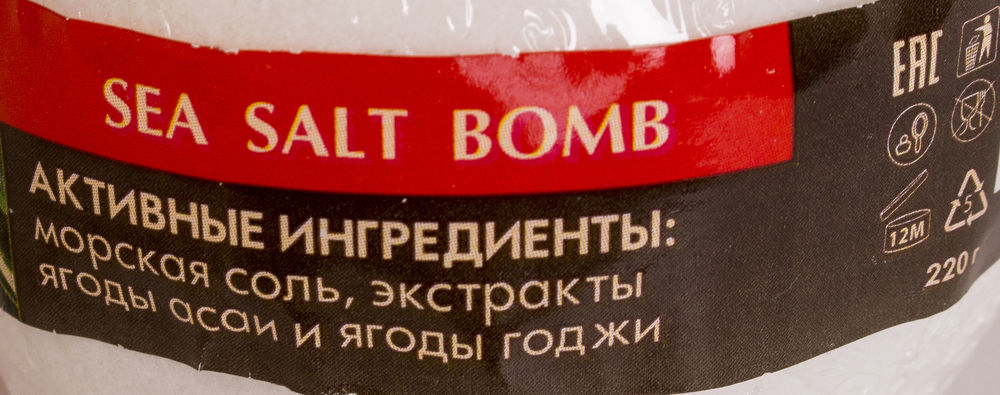 SEA SALT BOMB
АКТИВНЫЕ ИНГРЕДИЕНТЫ:
морская соль, экстракты
ягоды асаи и ягоды годжи
EAC
12M
5
220 г